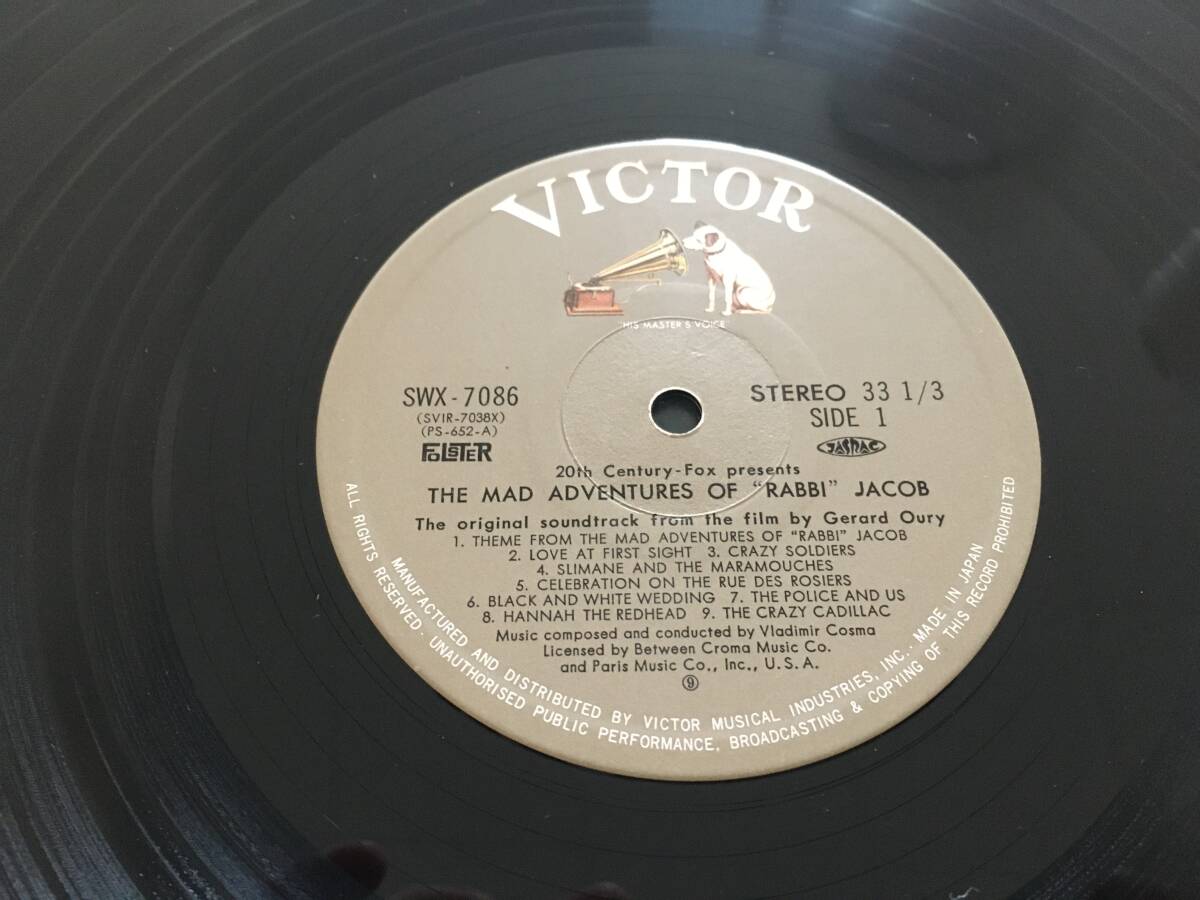 VICTOR
"HIS MASTER'S VOICE"
SWX-7086
(SVIR-7038X)
(PS-652-A)
FOLSTER
STEREO 33 1/3
SIDE 1
JASRAC
20th Century-Fox presents
THE MAD ADVENTURES OF "RABBI" JACOB
The original soundtrack from the film by Gerard Oury
1. THEME FROM THE MAD ADVENTURES OF "RABBI" JACOB
2. LOVE AT FIRST SIGHT 3. CRAZY SOLDIERS
4. SLIMANE AND THE MARAMOUCHES
5. CELEBRATION ON THE RUE DES ROSIERS
6. BLACK AND WHITE WEDDING 7. THE POLICE AND US
8. HANNAH THE REDHEAD 9. THE CRAZY CADILLAC
Music composed and conducted by Vladimir Cosma
Licensed by Between Croma Music Co.
and Paris Music Co., Inc., U.S.A.
⑨
MANUFACTURED AND DISTRIBUTED BY VICTOR MUSICAL INDUSTRIES, INC. · MADE IN JAPAN
ALL RIGHTS RESERVED · UNAUTHORISED PUBLIC PERFORMANCE, BROADCASTING & COPYING OF THIS RECORD PROHIBITED